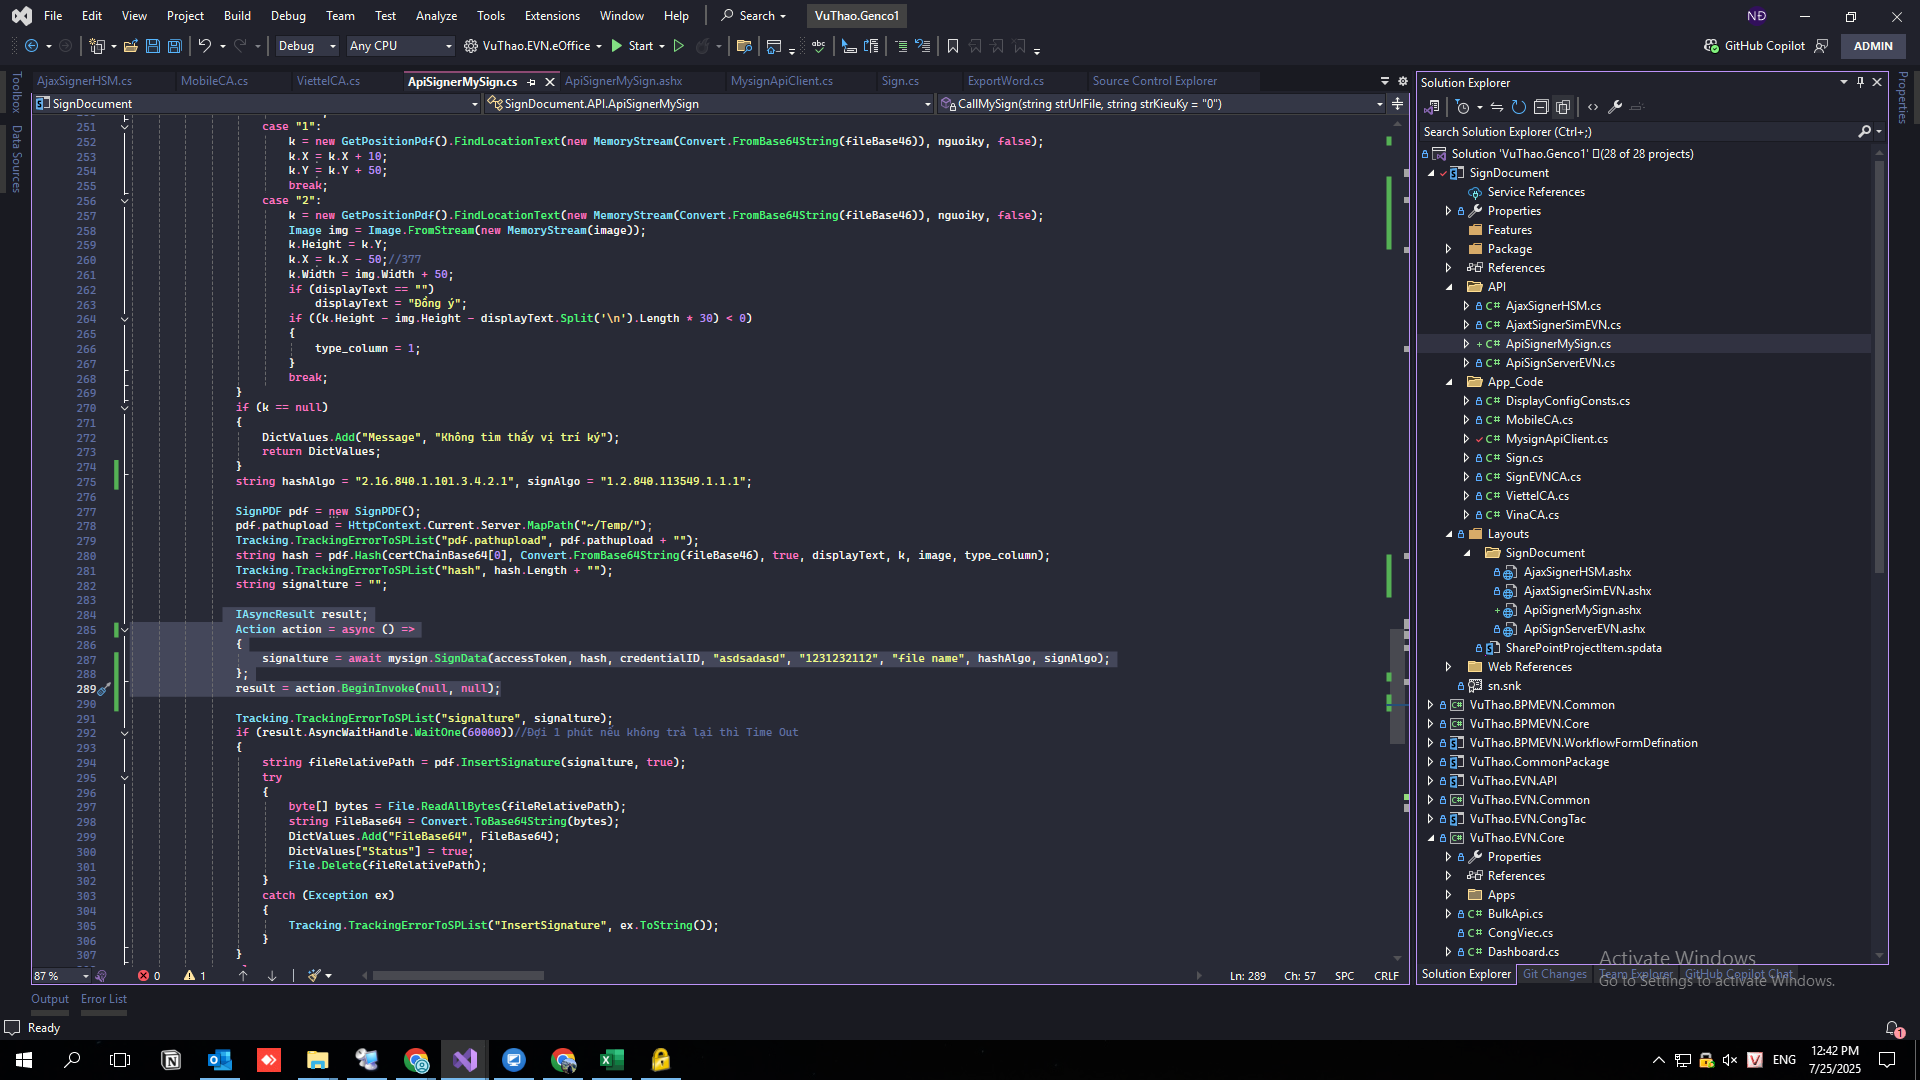 File Edit View Project Build Debug Team Test Analyze Tools Extensions Window Help Search VuThao.Genco1 NĐ
Debug Any CPU VuThao.EVN.eOffice Start GitHub Copilot ADMIN
AjaxSignerHSM.cs MobileCA.cs ViettelCA.cs ApiSignerMySign.cs ApiSignerMySign.ashx MysignApiClient.cs Sign.cs ExportWord.cs Source Control Explorer
SignDocument SignDocument.API.ApiSignerMySign CallMySign(string strUrlFile, string strKieuKy = "0")
Toolbox
Data Sources
251 case "1":
252 k = new GetPositionPdf().FindLocationText(new MemoryStream(Convert.FromBase64String(fileBase46)), nguoiky, false);
253 k.X = k.X + 10;
254 k.Y = k.Y + 50;
255 break;
256 case "2":
257 k = new GetPositionPdf().FindLocationText(new MemoryStream(Convert.FromBase64String(fileBase46)), nguoiky, false);
258 Image img = Image.FromStream(new MemoryStream(image));
259 k.Height = k.Y;
260 k.X = k.X - 50;//377
261 k.Width = img.Width + 50;
262 if (displayText == "")
263 displayText = "Đồng ý";
264 if ((k.Height - img.Height - displayText.Split('\n').Length * 30) < 0)
265 {
266 type_column = 1;
267 }
268 break;
269 }
270 if (k == null)
271 {
272 DictValues.Add("Message", "Không tìm thấy vị trí ký");
273 return DictValues;
274 }
275 string hashAlgo = "2.16.840.1.101.3.4.2.1", signAlgo = "1.2.840.113549.1.1.1";
276
277 SignPDF pdf = new SignPDF();
278 pdf.pathupload = HttpContext.Current.Server.MapPath("~/Temp/");
279 Tracking.TrackingErrorToSPList("pdf.pathupload", pdf.pathupload + "");
280 string hash = pdf.Hash(certChainBase64[0], Convert.FromBase64String(fileBase46), true, displayText, k, image, type_column);
281 Tracking.TrackingErrorToSPList("hash", hash.Length + "");
282 string signalture = "";
283
284 IAsyncResult result;
285 Action action = async () =>
286 {
287 signalture = await mysign.SignData(accessToken, hash, credentialID, "asdsadasd", "1231232112", "file name", hashAlgo, signAlgo);
288 };
289 result = action.BeginInvoke(null, null);
290
291 Tracking.TrackingErrorToSPList("signalture", signalture);
292 if (result.AsyncWaitHandle.WaitOne(60000))//Đợi 1 phút nếu không trả lại thì Time Out
293 {
294 string fileRelativePath = pdf.InsertSignature(signalture, true);
295 try
296 {
297 byte[] bytes = File.ReadAllBytes(fileRelativePath);
298 string FileBase64 = Convert.ToBase64String(bytes);
299 DictValues.Add("FileBase64", FileBase64);
300 DictValues["Status"] = true;
301 File.Delete(fileRelativePath);
302 }
303 catch (Exception ex)
304 {
305 Tracking.TrackingErrorToSPList("InsertSignature", ex.ToString());
306 }
307 }
87 % 0 1 Ln: 289 Ch: 57 SPC CRLF
Output Error List
Ready
Solution Explorer
Search Solution Explorer (Ctrl+;)
Solution 'VuThao.Genco1' (28 of 28 projects)
SignDocument
Service References
Properties
Features
Package
References
API
C# AjaxSignerHSM.cs
C# AjaxtSignerSimEVN.cs
C# ApiSignerMySign.cs
C# ApiSignServerEVN.cs
App_Code
C# DisplayConfigConsts.cs
C# MobileCA.cs
C# MysignApiClient.cs
C# Sign.cs
C# SignEVNCA.cs
C# ViettelCA.cs
C# VinaCA.cs
Layouts
SignDocument
AjaxSignerHSM.ashx
AjaxtSignerSimEVN.ashx
ApiSignerMySign.ashx
ApiSignServerEVN.ashx
SharePointProjectItem.spdata
Web References
sn.snk
VuThao.BPMEVN.Common
VuThao.BPMEVN.Core
VuThao.BPMEVN.WorkflowFormDefination
VuThao.CommonPackage
VuThao.EVN.API
VuThao.EVN.Common
VuThao.EVN.CongTac
VuThao.EVN.Core
Properties
References
Apps
C# BulkApi.cs
C# CongViec.cs
C# Dashboard.cs
Solution Explorer Git Changes Team Explorer GitHub Copilot Chat
Properties
Activate Windows
Go to Settings to activate Windows.
1
ENG
12:42 PM
7/25/2025